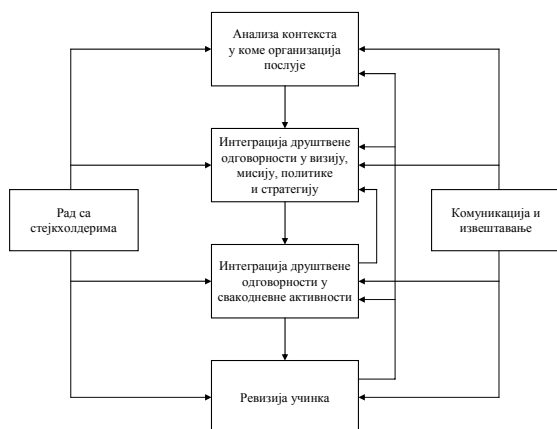 Анализа контекста
у коме организација
послује
Интеграција друштвене
одговорности у визију,
мисију, политике
и стратегију
Рад са
стејкхолдерима
Комуникација и
извештавање
Интеграција друштвене
одговорности у
свакодневне активности
Ревизија учинка